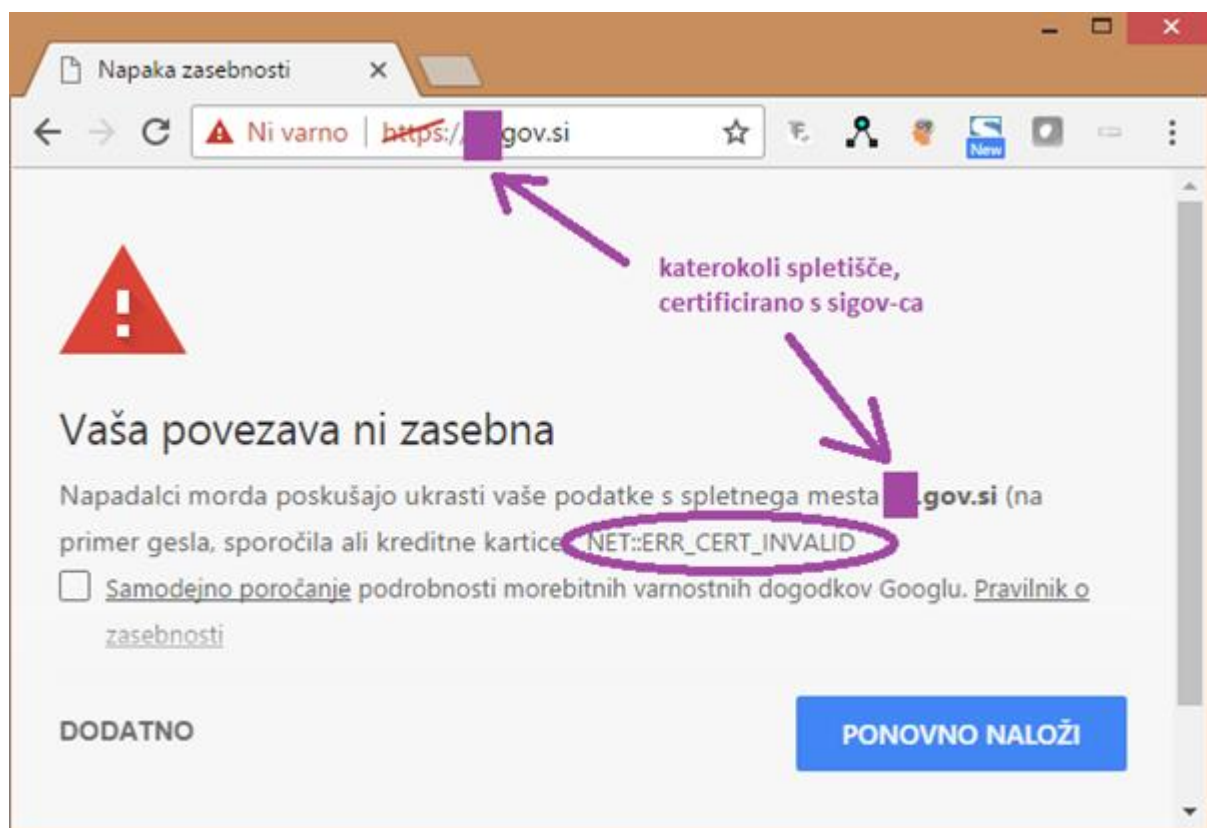 Napaka zasebnosti
Ni varno | https:// gov.si
New
katerokoli spletišče,
certificirano s sigov-ca
Vaša povezava ni zasebna
Napadalci morda poskušajo ukrasti vaše podatke s spletnega mesta .gov.si (na
primer gesla, sporočila ali kreditne kartice NET::ERR_CERT_INVALID
Samodejno poročanje podrobnosti morebitnih varnostnih dogodkov Googlu. Pravilnik o
zasebnosti
DODATNO
PONOVNO NALOŽI